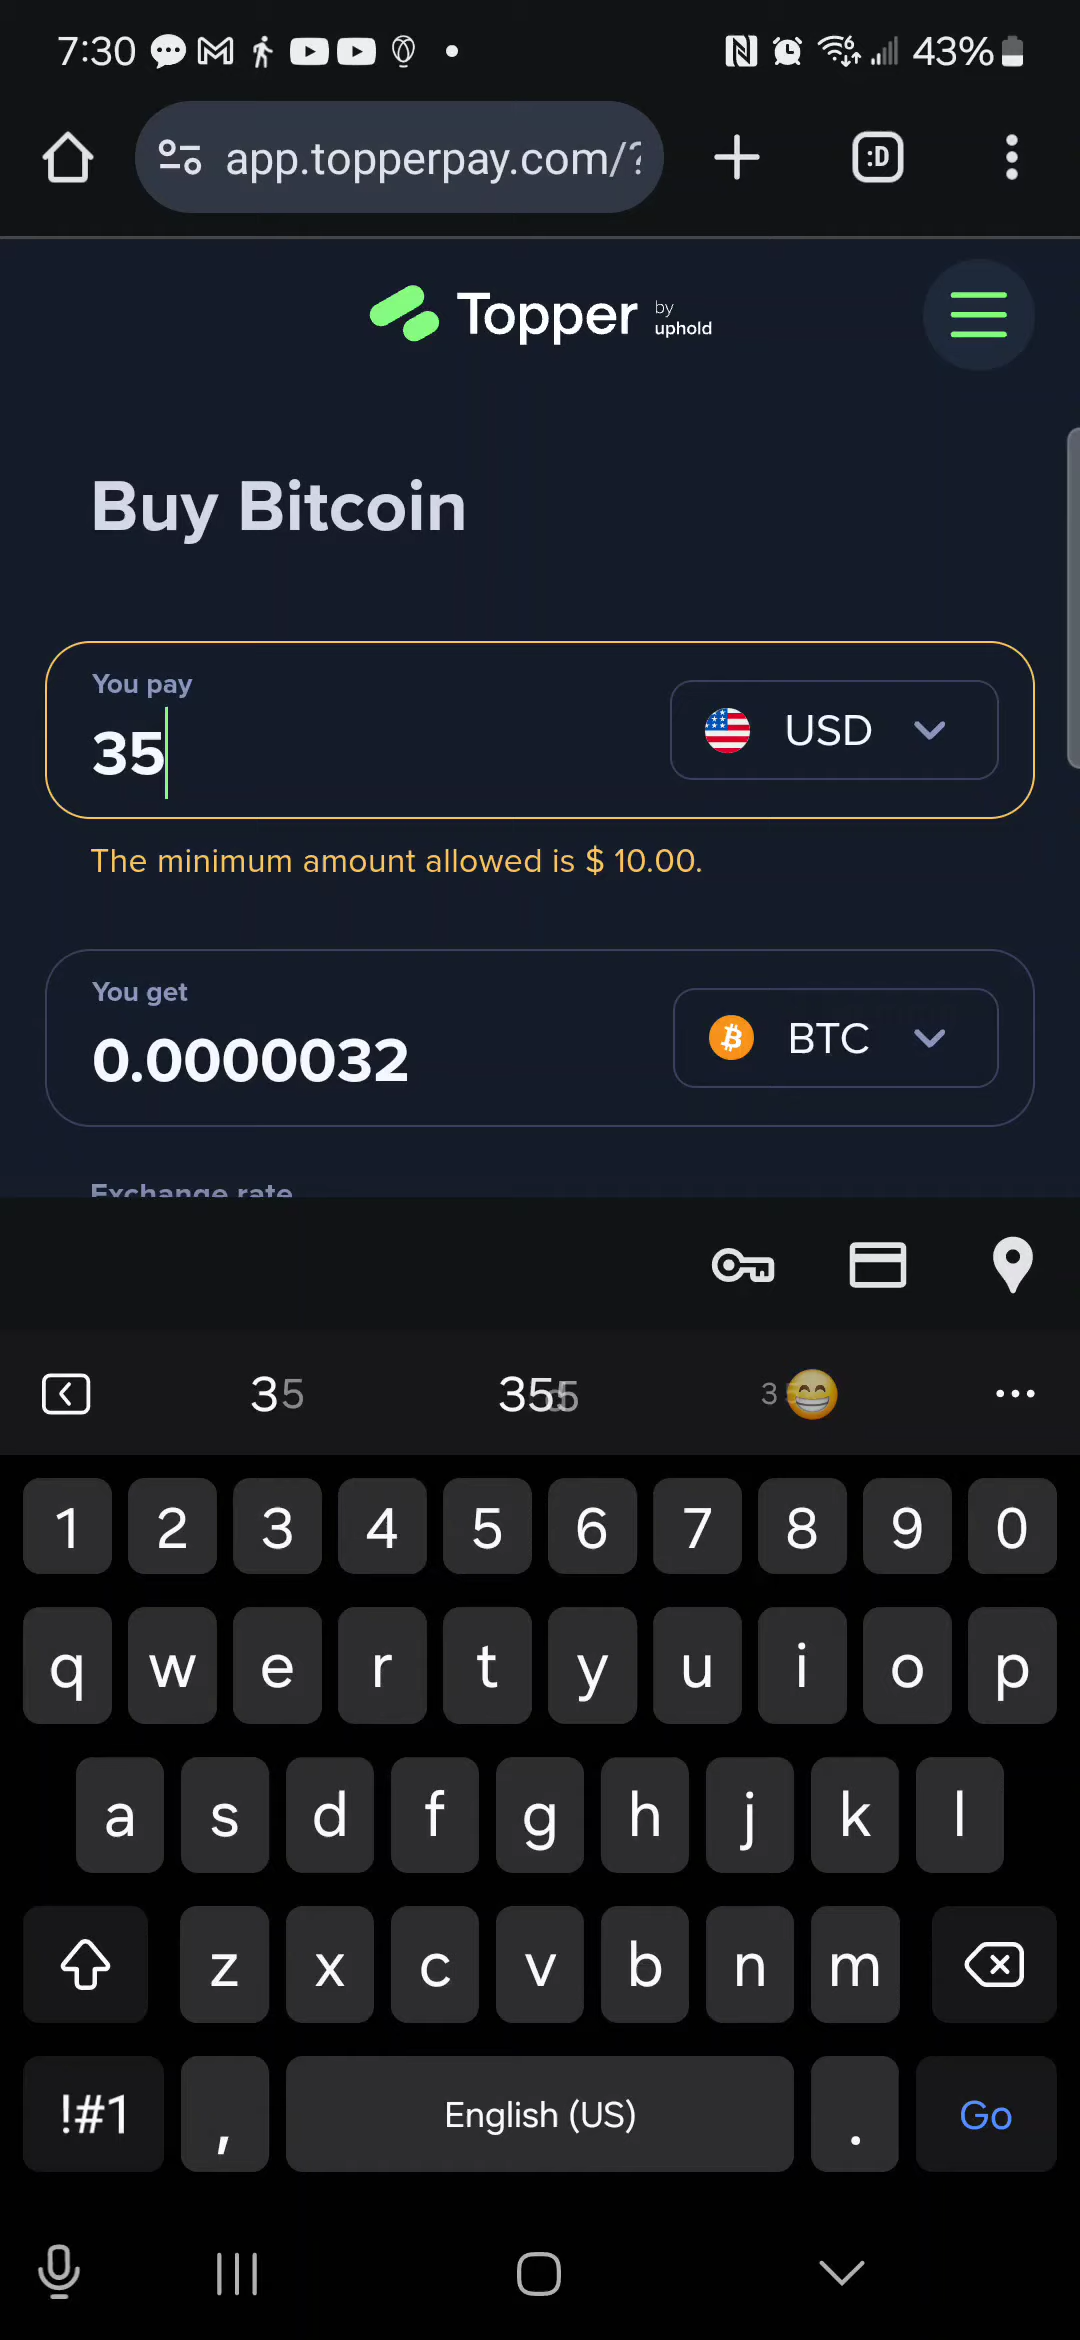 7:30 43%
app.topperpay.com/?
:D
Topper by uphold
Buy Bitcoin
You pay
35
USD
The minimum amount allowed is $ 10.00.
You get
0.0000032
BTC
Exchange rate
35 355 3
1 2 3 4 5 6 7 8 9 0
q w e r t y u i o p
a s d f g h j k l
z x c v b n m
!#1 , English (US) . Go